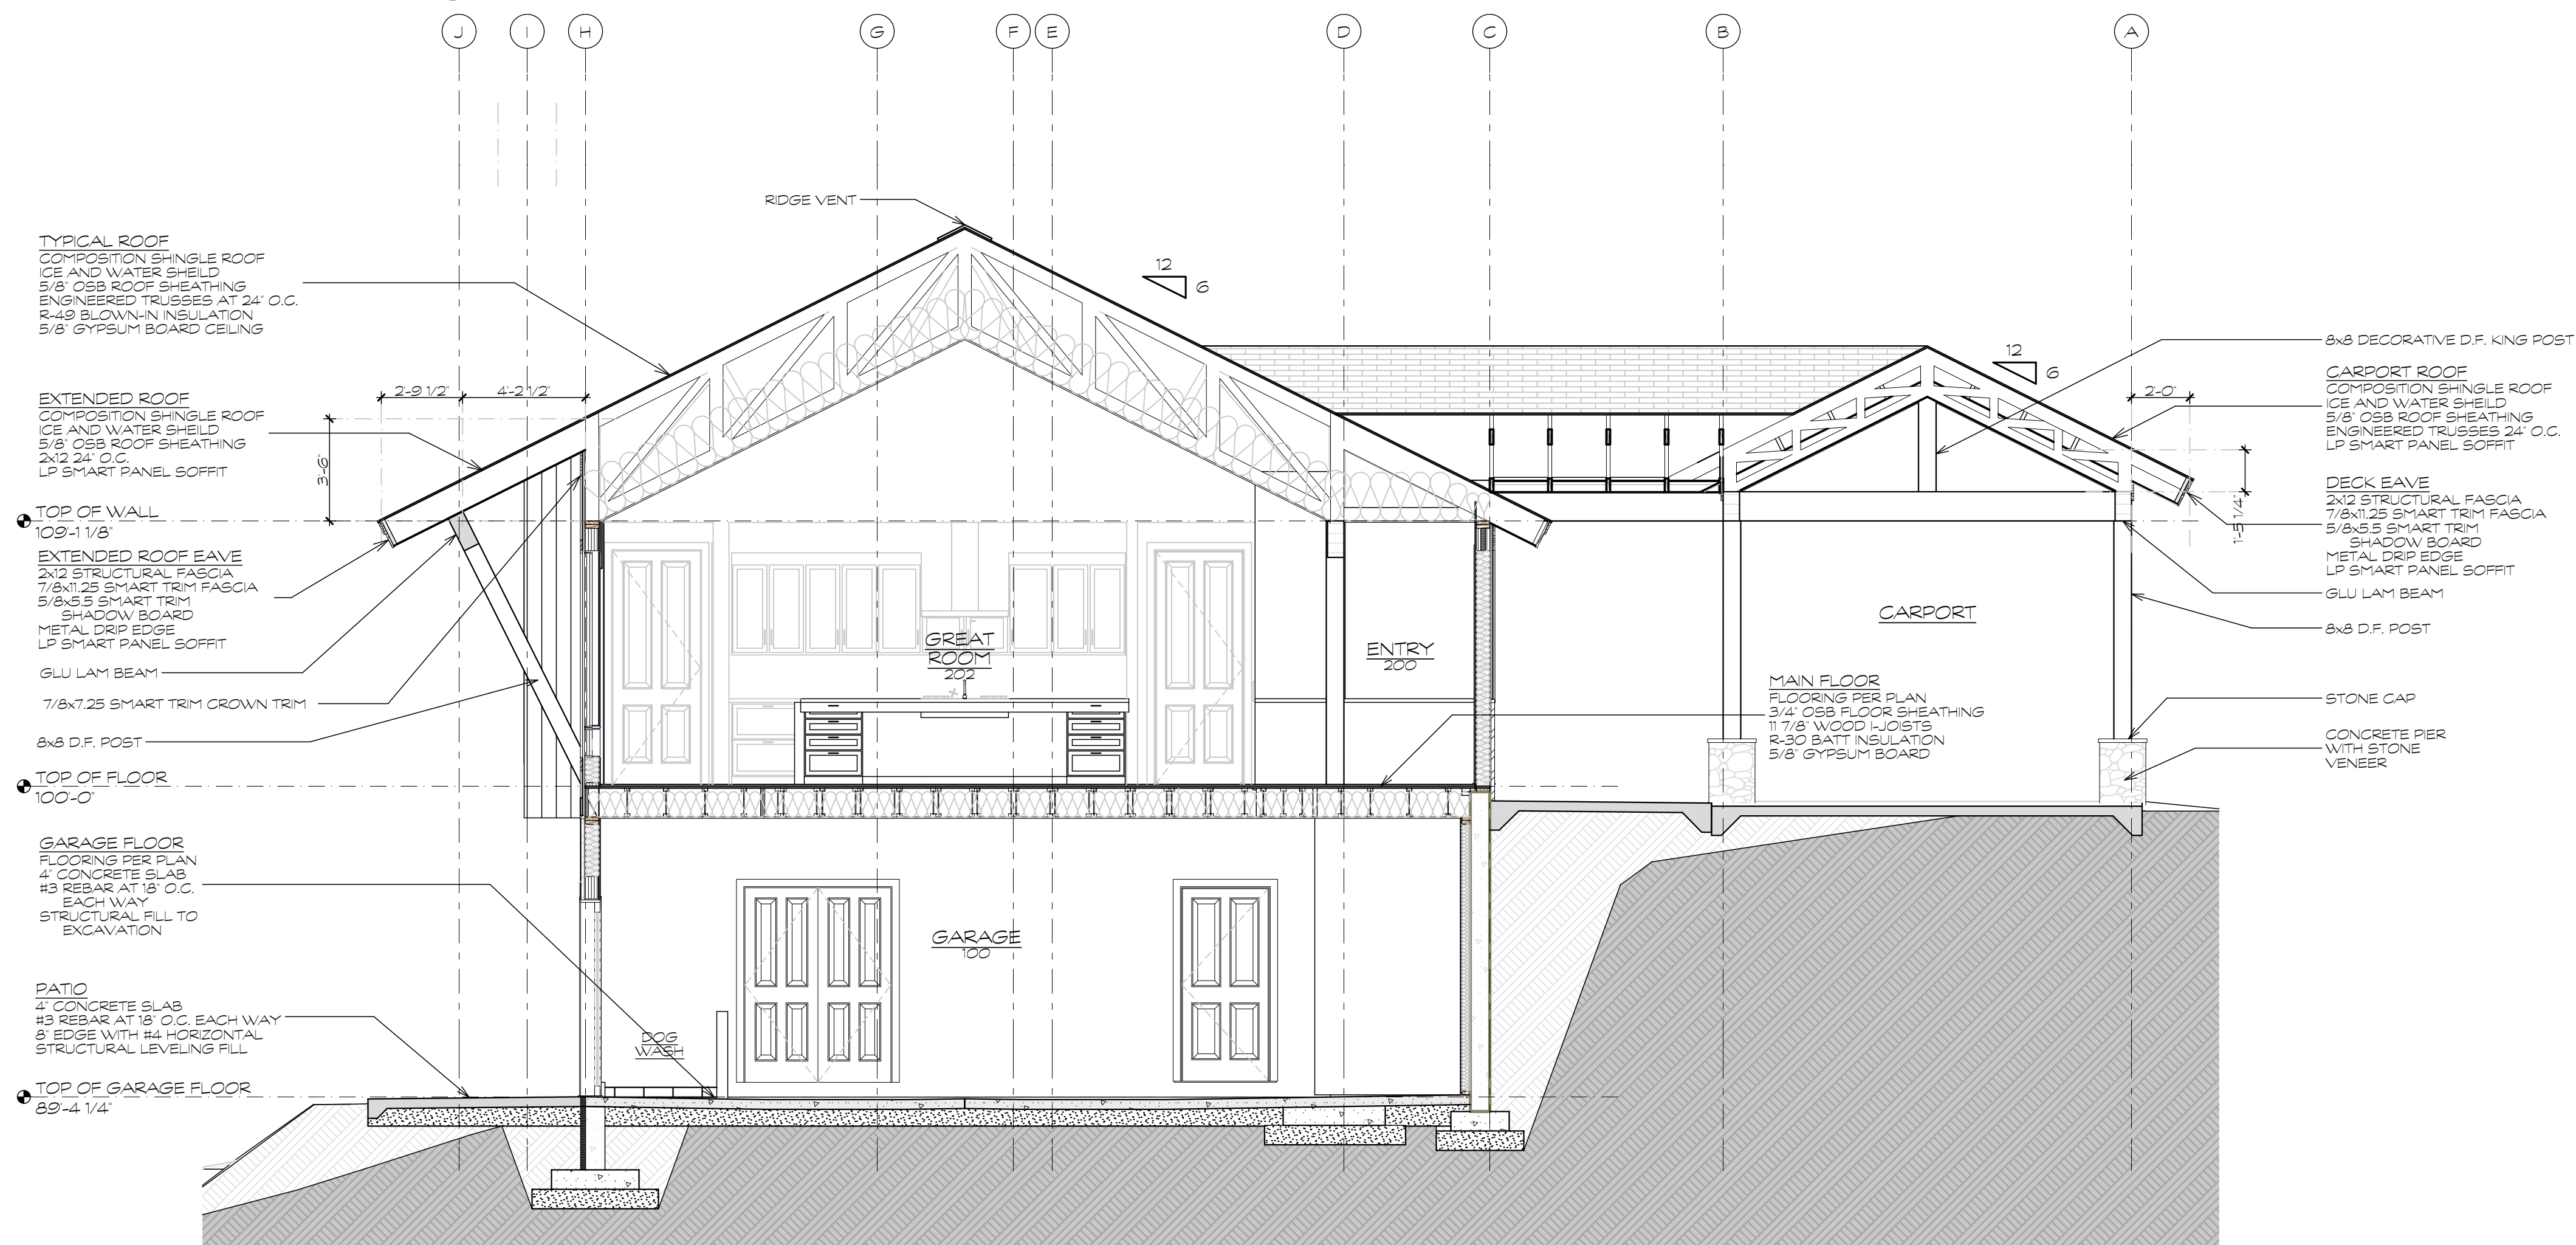 J I H G F E D C B A
RIDGE VENT
TYPICAL ROOF
COMPOSITION SHINGLE ROOF
ICE AND WATER SHEILD
5/8" OSB ROOF SHEATHING
ENGINEERED TRUSSES AT 24" O.C.
R-49 BLOWN-IN INSULATION
5/8" GYPSUM BOARD CEILING
12
6
12
6
2'-9 1/2"
4'-2 1/2"
3'-6"
EXTENDED ROOF
COMPOSITION SHINGLE ROOF
ICE AND WATER SHEILD
5/8" OSB ROOF SHEATHING
2x12 24" O.C.
LP SMART PANEL SOFFIT
TOP OF WALL
109'-1 1/8"
EXTENDED ROOF EAVE
2x12 STRUCTURAL FASCIA
7/8x11.25 SMART TRIM FASCIA
5/8x5.5 SMART TRIM
SHADOW BOARD
METAL DRIP EDGE
LP SMART PANEL SOFFIT
GLU LAM BEAM
7/8x7.25 SMART TRIM CROWN TRIM
8x8 D.F. POST
TOP OF FLOOR
100'-0"
GARAGE FLOOR
FLOORING PER PLAN
4" CONCRETE SLAB
#3 REBAR AT 18" O.C.
EACH WAY
STRUCTURAL FILL TO
EXCAVATION
PATIO
4" CONCRETE SLAB
#3 REBAR AT 18" O.C. EACH WAY
8" EDGE WITH #4 HORIZONTAL
STRUCTURAL LEVELING FILL
TOP OF GARAGE FLOOR
89'-4 1/4"
GREAT
ROOM
202
ENTRY
200
GARAGE
100
DOG
WASH
CARPORT
MAIN FLOOR
FLOORING PER PLAN
3/4" OSB FLOOR SHEATHING
11 7/8" WOOD I-JOISTS
R-30 BATT INSULATION
5/8" GYPSUM BOARD
8x8 DECORATIVE D.F. KING POST
2'-0"
CARPORT ROOF
COMPOSITION SHINGLE ROOF
ICE AND WATER SHEILD
5/8" OSB ROOF SHEATHING
ENGINEERED TRUSSES 24" O.C.
LP SMART PANEL SOFFIT
1'-5 1/4"
DECK EAVE
2x12 STRUCTURAL FASCIA
7/8x11.25 SMART TRIM FASCIA
5/8x5.5 SMART TRIM
SHADOW BOARD
METAL DRIP EDGE
LP SMART PANEL SOFFIT
GLU LAM BEAM
8x8 D.F. POST
STONE CAP
CONCRETE PIER
WITH STONE
VENEER